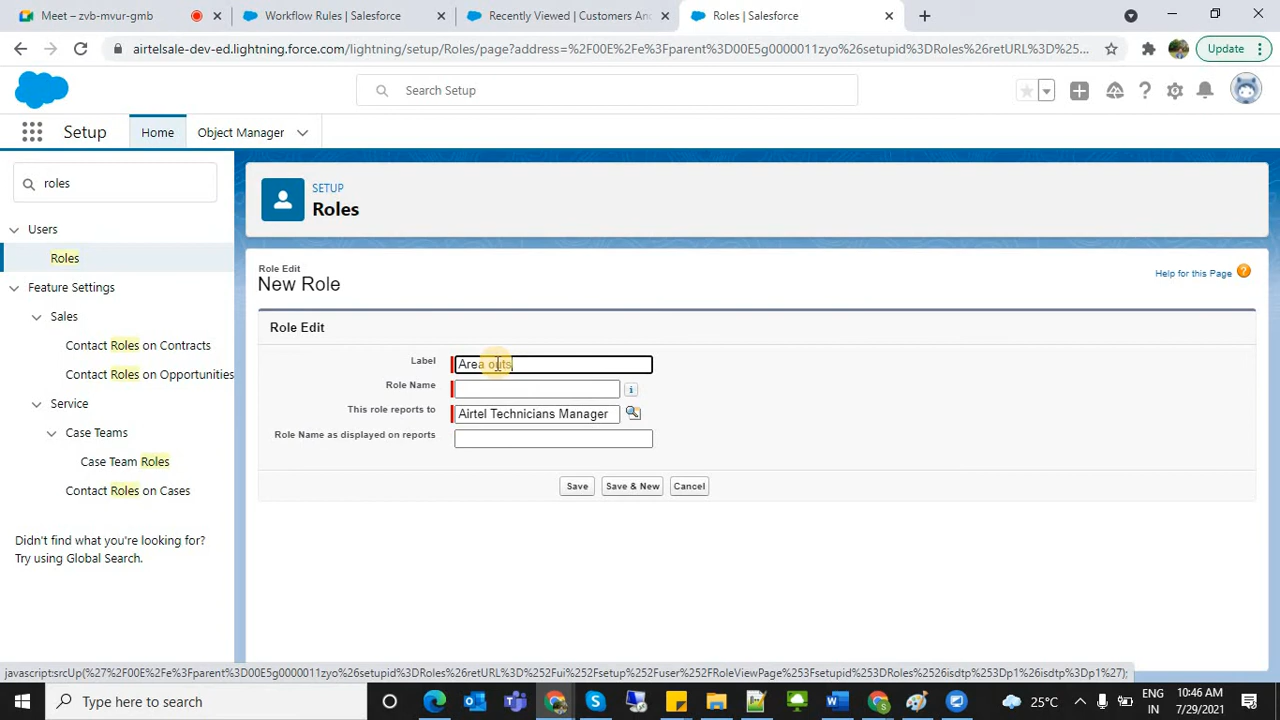 Meet – zvb-mvur-gmb
Workflow Rules | Salesforce
Recently Viewed | Customers And
Roles | Salesforce
airtelsale-dev-ed.lightning.force.com/lightning/setup/Roles/page?address=%2F00E%2Fe%3Fparent%3D00E5g0000011zyo%26setupid%3DRoles%26retURL%3D%25...
Update
Search Setup
Setup
Home
Object Manager
roles
Users
Roles
Feature Settings
Sales
Contact Roles on Contracts
Contact Roles on Opportunities
Service
Case Teams
Case Team Roles
Contact Roles on Cases
Didn't find what you're looking for?
Try using Global Search.
SETUP
Roles
Role Edit
New Role
Help for this Page
Role Edit
Label
Area outs
Role Name
This role reports to
Airtel Technicians Manager
Role Name as displayed on reports
Save
Save & New
Cancel
javascript:srcUp(%27%2F00E%2Fe%3Fparent%3D00E5g0000011zyo%26setupid%3DRoles%26retURL%3D%252Fui%252Fsetup%252Fuser%252FRoleViewPage%253Fsetupid%253DRoles%2526isdtp%253Dp1%26isdtp%3Dp1%27);
Type here to search
25°C
ENG
IN
10:46 AM
7/29/2021